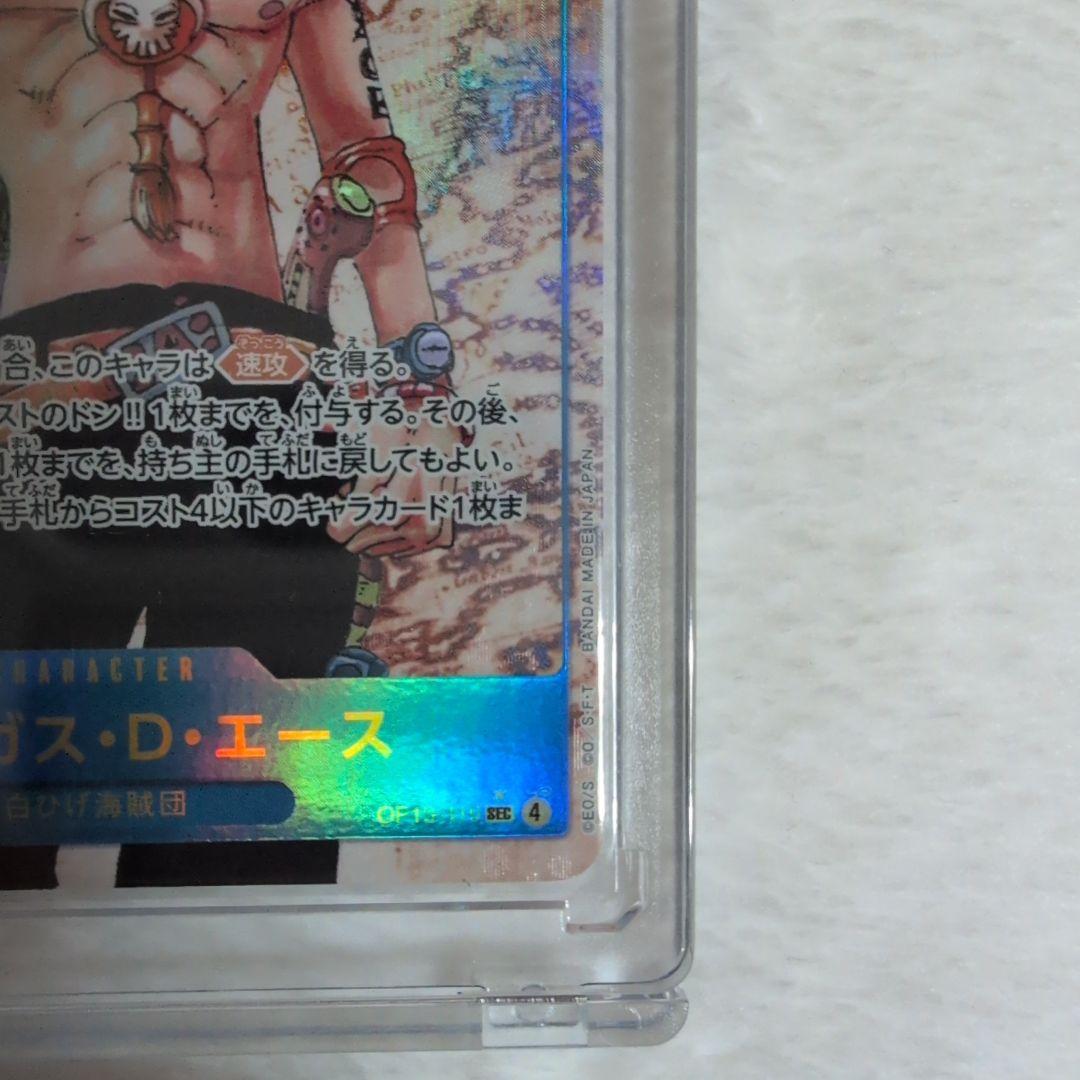 ACE
合、このキャラは 速攻 を得る。
ストのドン!!1枚までを、付与する。その後、
1枚までを、持ち主の手札に戻してもよい。
手札からコスト4以下のキャラカード1枚ま
CHARACTER
ガス・D・エース
白ひげ海賊団
SEC 4
©EO/S ©O/S・F・T BANDAI MADE IN JAPAN